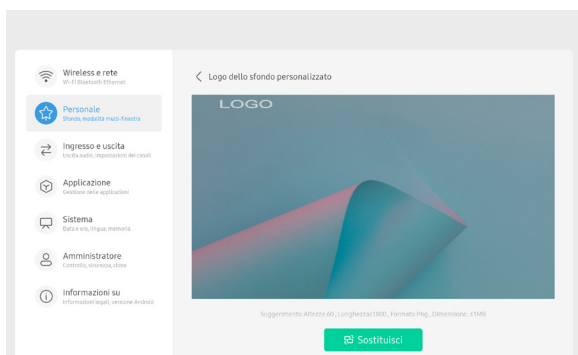 Wireless e rete
Wi-Fi Bluetooth Ethernet
Personale
Sfondo, modalità multi-finestra
Ingresso e uscita
Uscita audio, impostazioni dei canali
Applicazione
Gestione delle applicazioni
Sistema
Data e ora, lingua, memoria
Amministratore
Controllo, sicurezza, clone
Informazioni su
Informazioni legali, versione Android
Logo dello sfondo personalizzato
LOGO
Suggerimento:Altezza:60 , Lunghezza≤1800 , Formato:Png , Dimensione: ≤1MB
Sostituisci